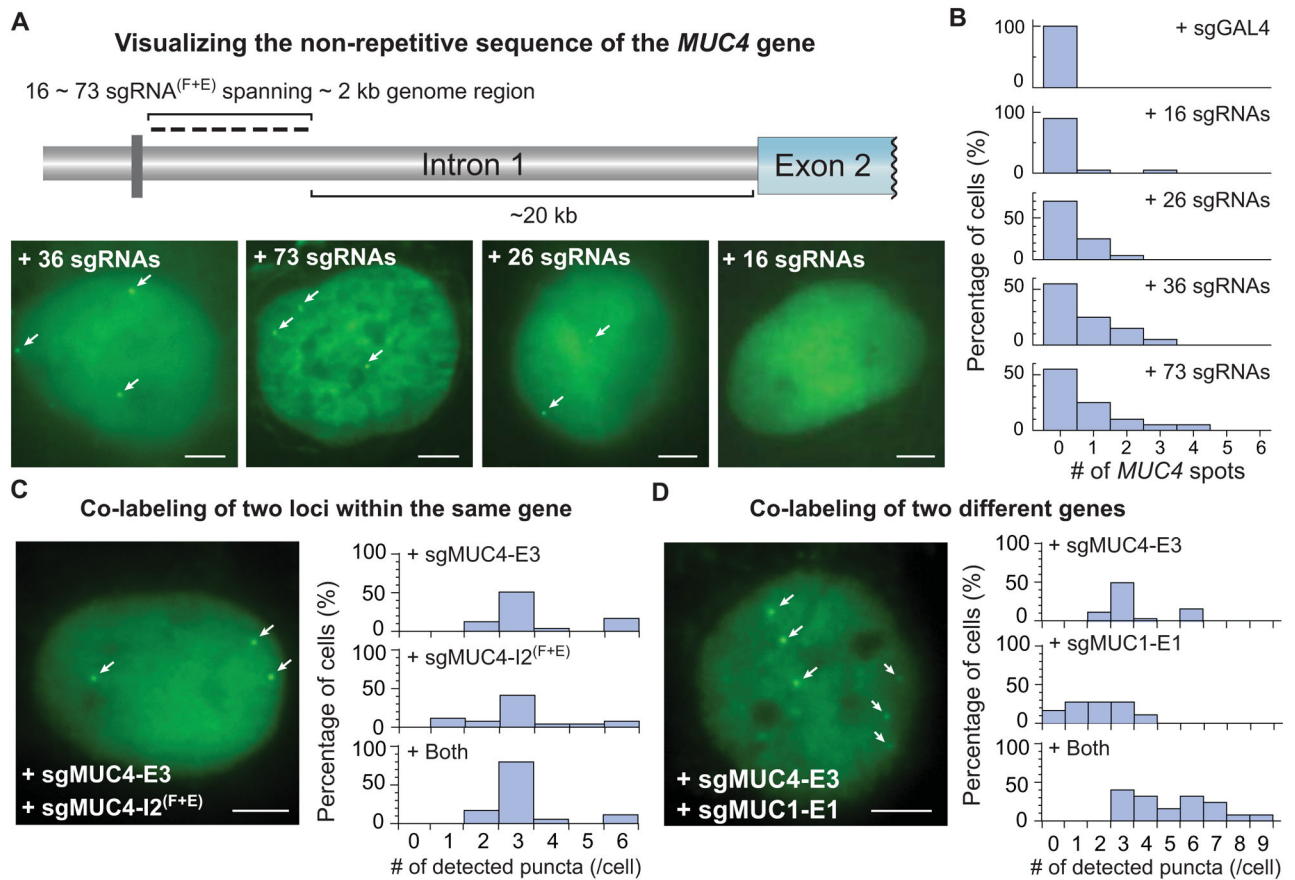 A
Visualizing the non-repetitive sequence of the MUC4 gene
16 ~ 73 sgRNA(F+E) spanning ~ 2 kb genome region
Intron 1
Exon 2
~20 kb
+ 36 sgRNAs
+ 73 sgRNAs
+ 26 sgRNAs
+ 16 sgRNAs
B
Percentage of cells (%)
100
0
+ sgGAL4
100
0
+ 16 sgRNAs
50
0
+ 26 sgRNAs
50
0
+ 36 sgRNAs
50
0
+ 73 sgRNAs
0 1 2 3 4 5 6
# of MUC4 spots
C
Co-labeling of two loci within the same gene
+ sgMUC4-E3
+ sgMUC4-I2(F+E)
Percentage of cells (%)
100
50
0
+ sgMUC4-E3
100
50
0
+ sgMUC4-I2(F+E)
100
50
0
+ Both
0 1 2 3 4 5 6
# of detected puncta (/cell)
D
Co-labeling of two different genes
+ sgMUC4-E3
+ sgMUC1-E1
Percentage of cells (%)
100
50
0
+ sgMUC4-E3
100
50
0
+ sgMUC1-E1
100
50
0
+ Both
0 1 2 3 4 5 6 7 8 9
# of detected puncta (/cell)